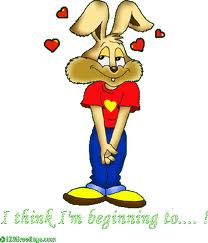 I think I'm beginning to.... !
©123Greetings.com